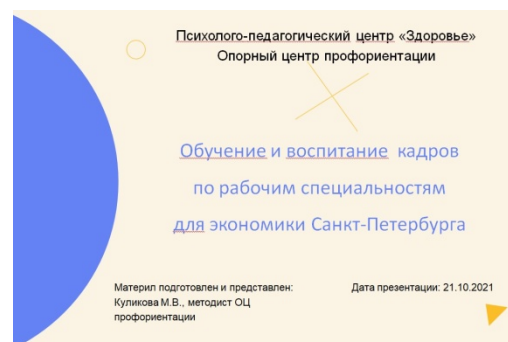 Психолого-педагогический центр «Здоровье»
Опорный центр профориентации
Обучение и воспитание кадров
по рабочим специальностям
для экономики Санкт-Петербурга
Материл подготовлен и представлен:
Куликова М.В., методист ОЦ
профориентации
Дата презентации: 21.10.2021